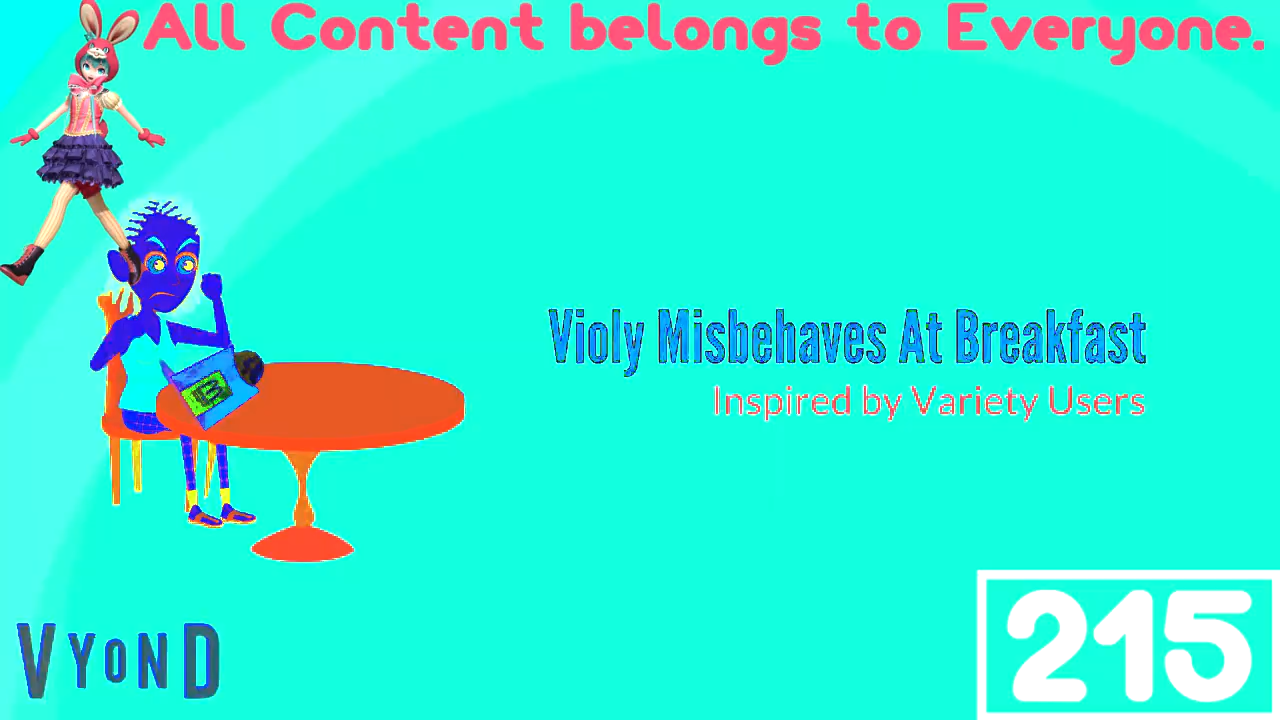 All Content belongs to Everyone.
Violy Misbehaves At Breakfast
Inspired by Variety Users
B
VYOND
215